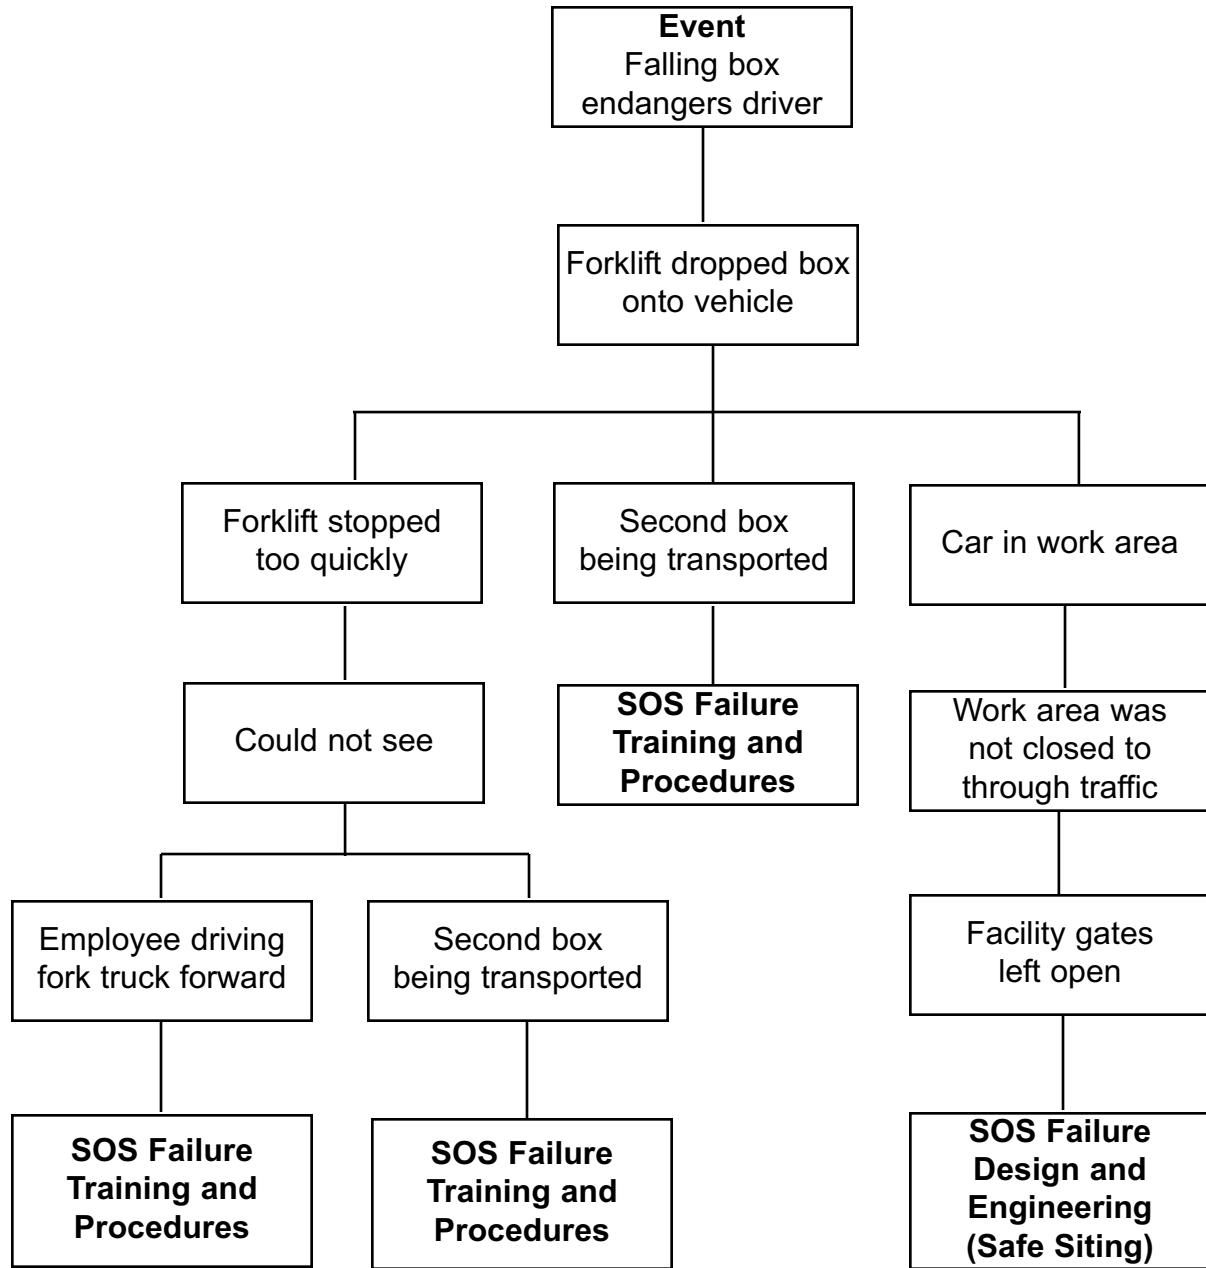 Event
Falling box
endangers driver
Forklift dropped box
onto vehicle
Forklift stopped
too quickly
Second box
being transported
Car in work area
Could not see
SOS Failure
Training and
Procedures
Work area was
not closed to
through traffic
Employee driving
fork truck forward
Second box
being transported
Facility gates
left open
SOS Failure
Training and
Procedures
SOS Failure
Training and
Procedures
SOS Failure
Design and
Engineering
(Safe Siting)